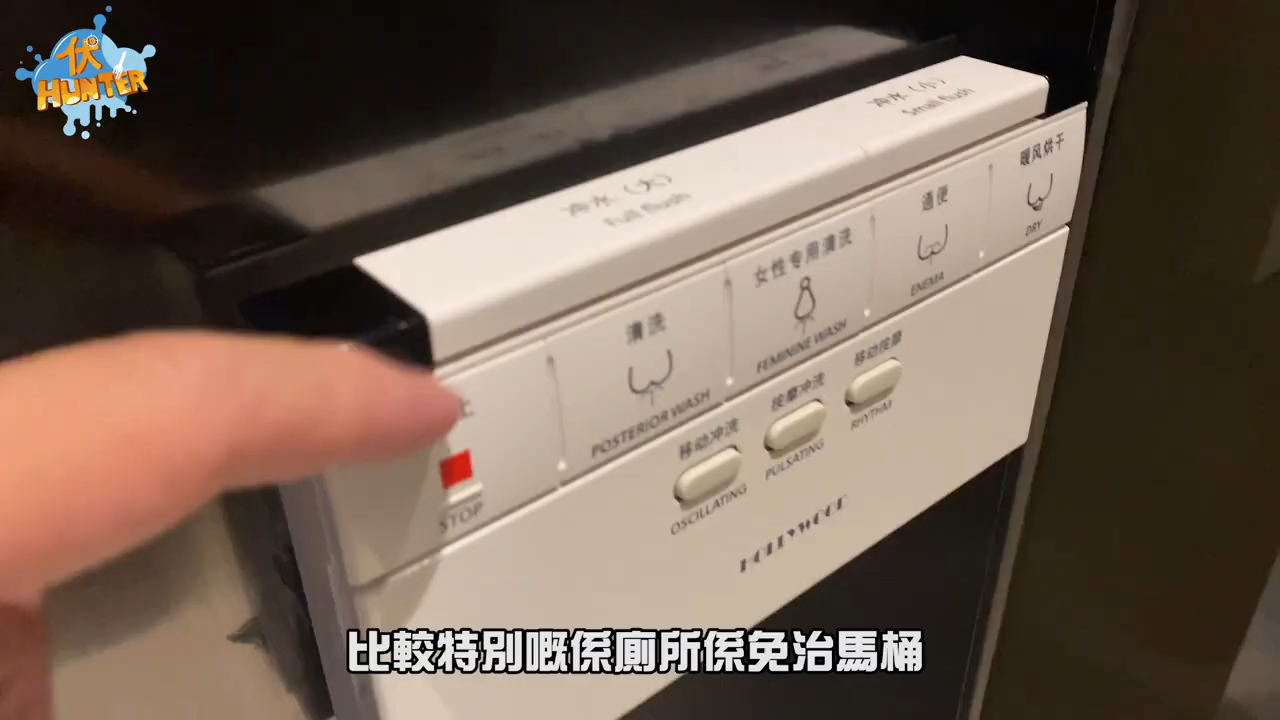 伏
HUNTER
冲水（小）
Small flush
冲水（大）
Full flush
暖风烘干
DRY
通便
ENEMA
女性专用清洗
FEMININE WASH
清洗
POSTERIOR WASH
STOP
移动按摩
RHYTHM
按摩冲洗
PULSATING
移动冲洗
OSCILLATING
HOLLYWOOD
比較特別嘅係廁所係免治馬桶